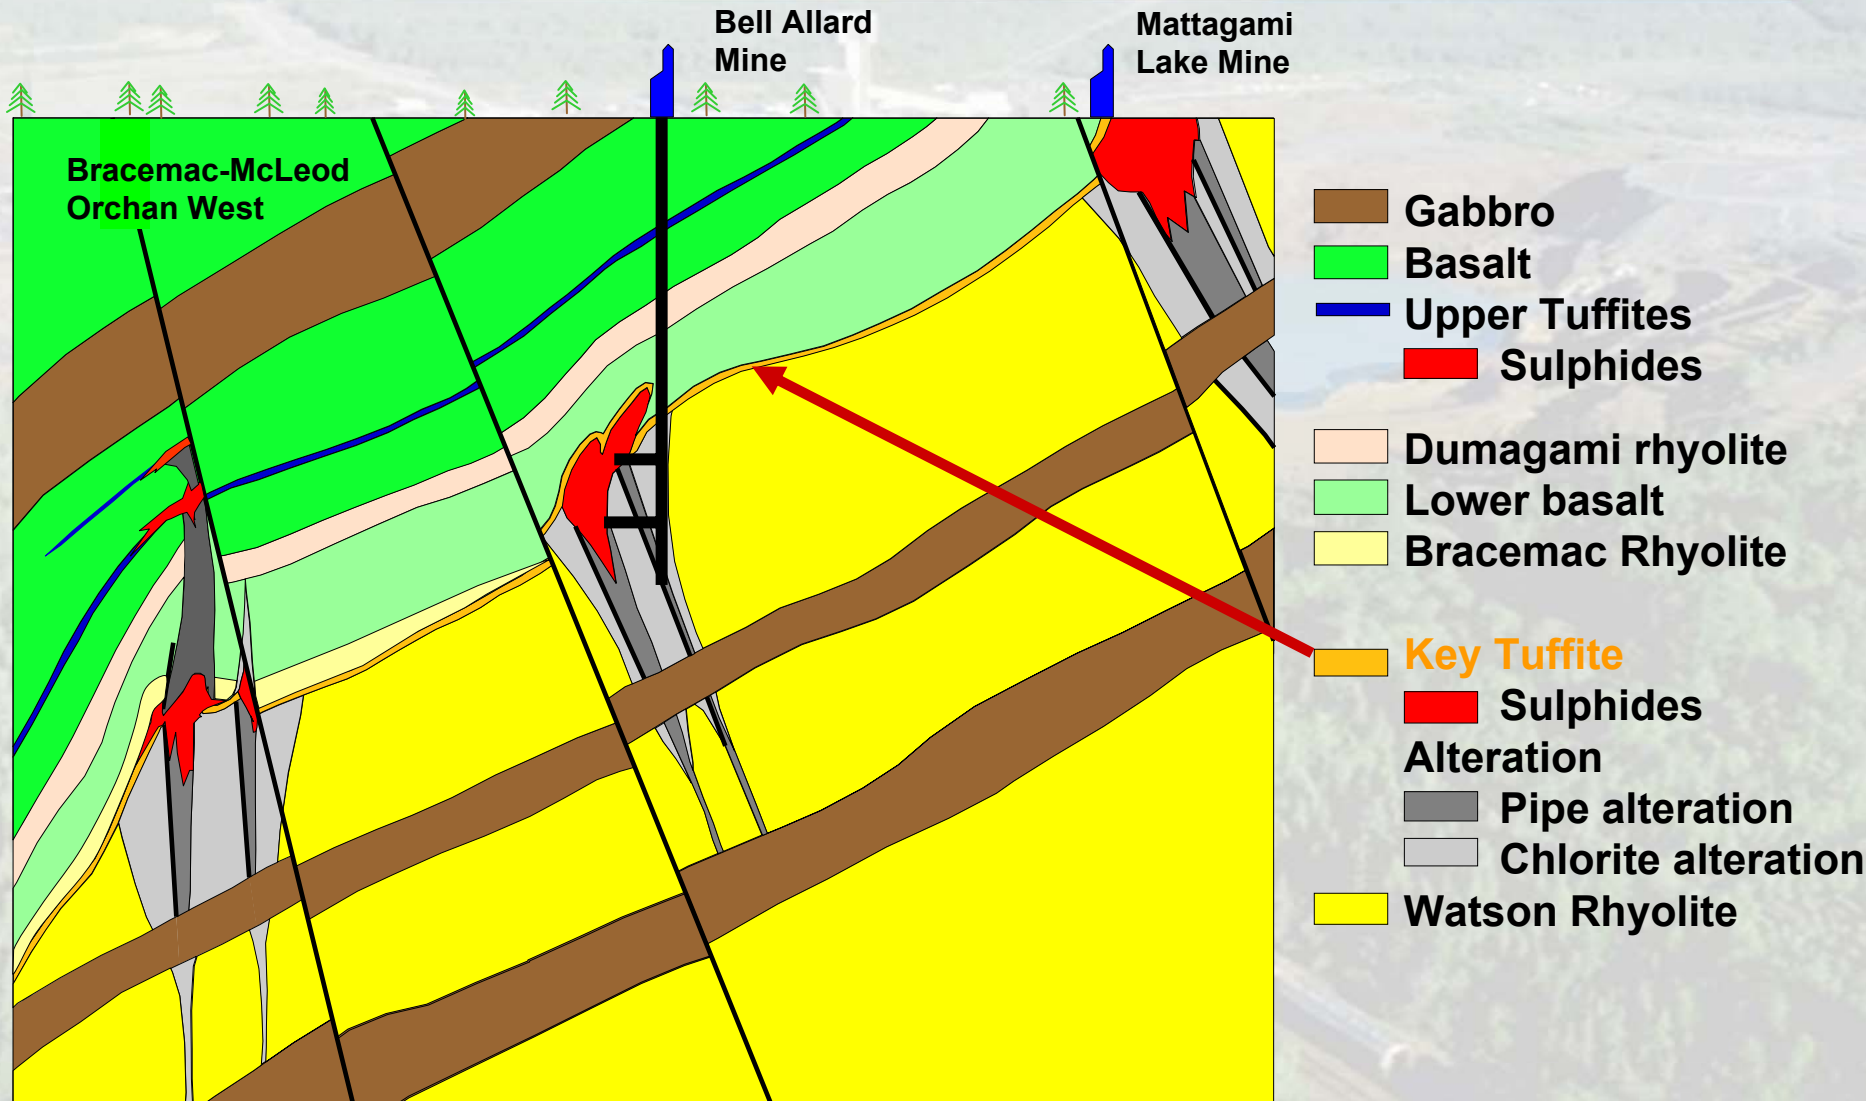 Bell Allard
Mine
Mattagami
Lake Mine
Bracemac-McLeod
Orchan West
Gabbro
Basalt
Upper Tuffites
Sulphides
Dumagami rhyolite
Lower basalt
Bracemac Rhyolite
Key Tuffite
Sulphides
Alteration
Pipe alteration
Chlorite alteration
Watson Rhyolite